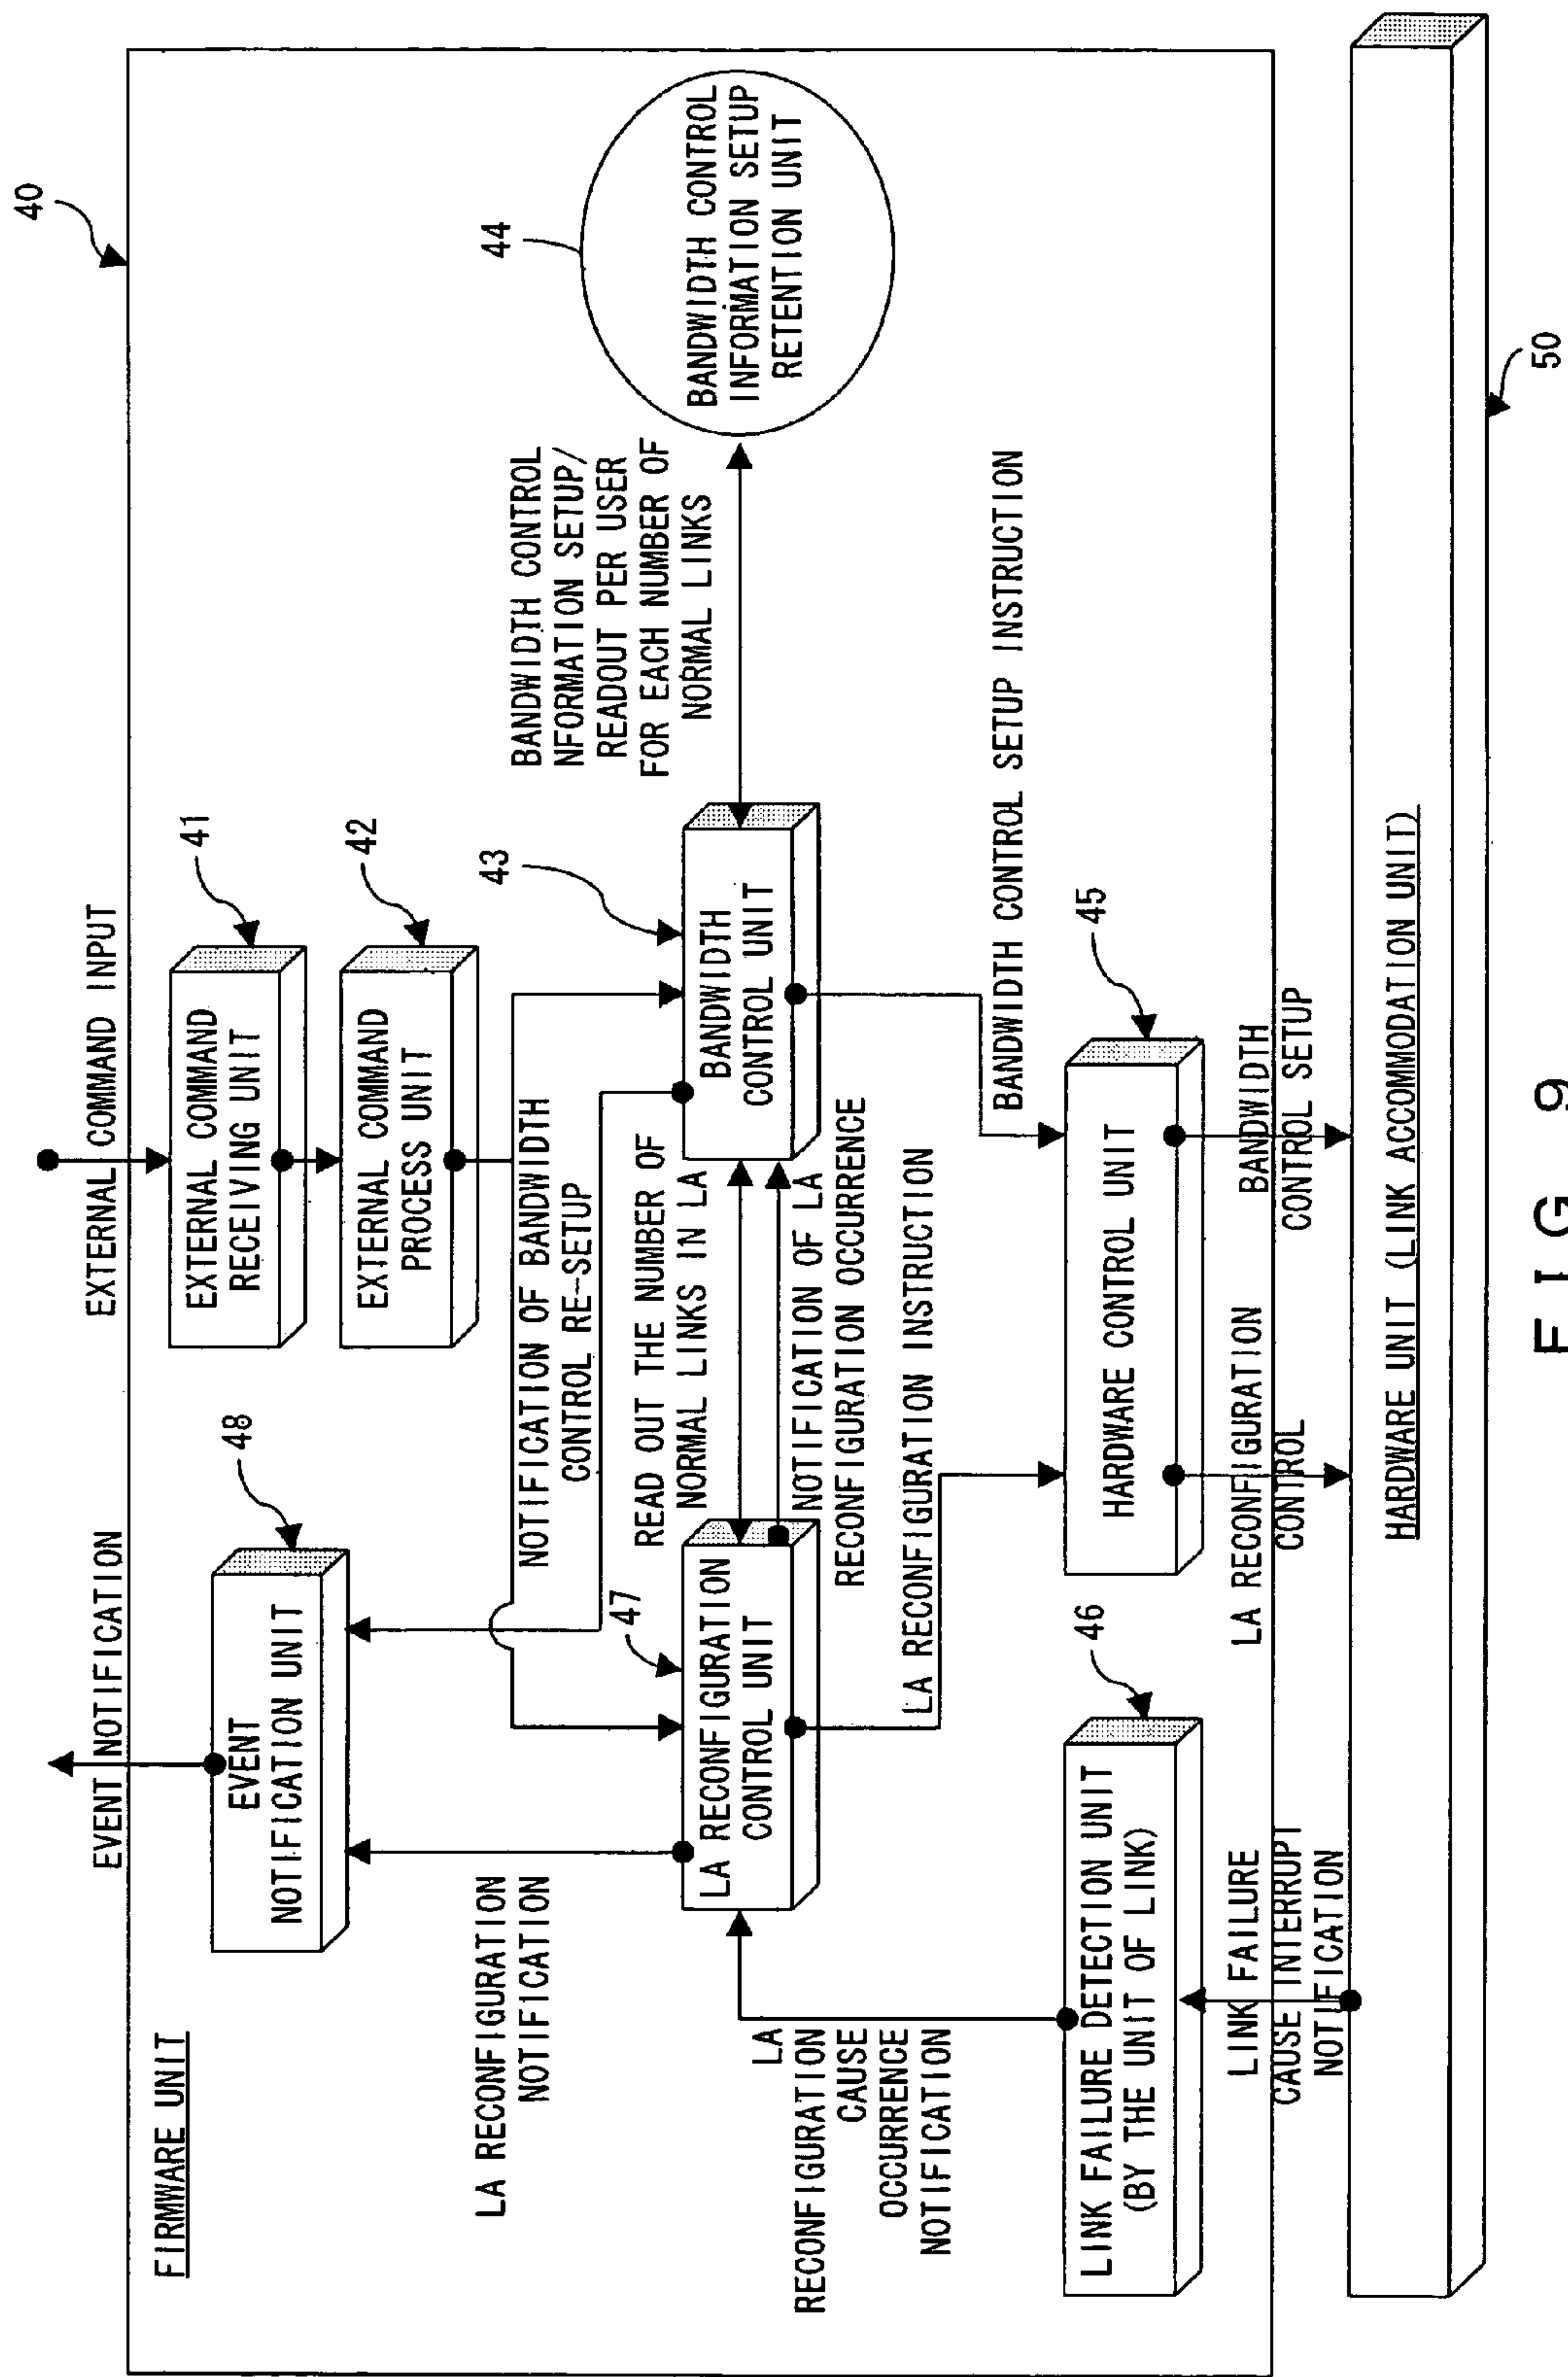 FIRMWARE UNIT
40
EVENT NOTIFICATION
EXTERNAL COMMAND INPUT
EVENT
NOTIFICATION UNIT
48
EXTERNAL COMMAND
RECEIVING UNIT
41
EXTERNAL COMMAND
PROCESS UNIT
42
LA RECONFIGURATION
NOTIFICATION
NOTIFICATION OF BANDWIDTH
CONTROL RE-SETUP
BANDWIDTH CONTROL
NFORMATION SETUP/
READOUT PER USER
FOR EACH NUMBER OF
NORMAL LINKS
44
BANDWIDTH CONTROL
INFORMATION SETUP
RETENTION UNIT
47
LA RECONFIGURATION
CONTROL UNIT
READ OUT THE NUMBER OF
NORMAL LINKS IN LA
NOTIFICATION OF LA
RECONFIGURATION OCCURRENCE
43
BANDWIDTH
CONTROL UNIT
LA
RECONFIGURATION
CAUSE
OCCURRENCE
NOTIFICATION
LA RECONFIGURATION INSTRUCTION
BANDWIDTH CONTROL SETUP INSTRUCTION
LINK FAILURE DETECTION UNIT
(BY THE UNIT OF LINK)
46
HARDWARE CONTROL UNIT
45
LINK FAILURE
CAUSE INTERRUPT
NOTIFICATION
LA RECONFIGURATION
CONTROL
BANDWIDTH
CONTROL SETUP
HARDWARE UNIT (LINK ACCOMMODATION UNIT)
50
FIG 9